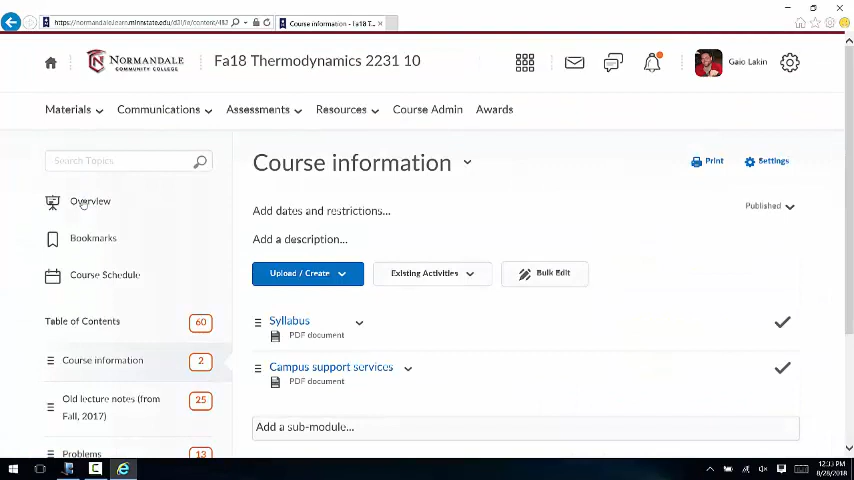 https://normandale.learn.minnstate.edu/d2l/le/content/483
Course information - Fa18 T...
NORMANDALE
COMMUNITY COLLEGE
Fa18 Thermodynamics 2231 10
Gaio Lakin
Materials Communications Assessments Resources Course Admin Awards
Search Topics
Overview
Bookmarks
Course Schedule
Table of Contents 60
Course information 2
Old lecture notes (from
Fall, 2017) 25
Problems 13
Course information
Print Settings
Add dates and restrictions...
Published
Add a description...
Upload / Create Existing Activities Bulk Edit
Syllabus
PDF document
Campus support services
PDF document
Add a sub-module...
8/28/2018